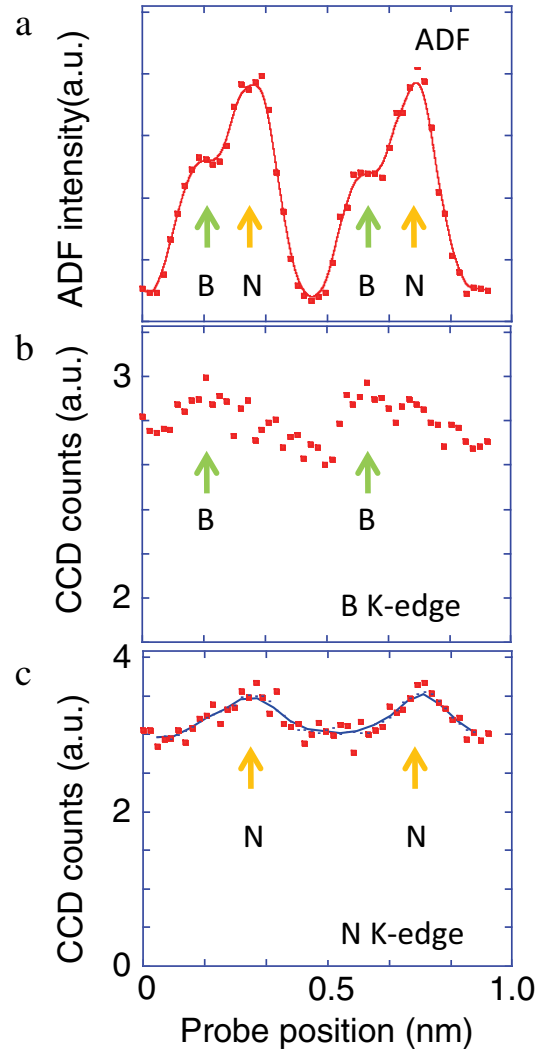 a
ADF
ADF intensity(a.u.)
B N B N
b
3
2
CCD counts (a.u.)
B B
B K-edge
c
4
2
0
CCD counts (a.u.)
N N
N K-edge
0 0.5 1.0
Probe position (nm)